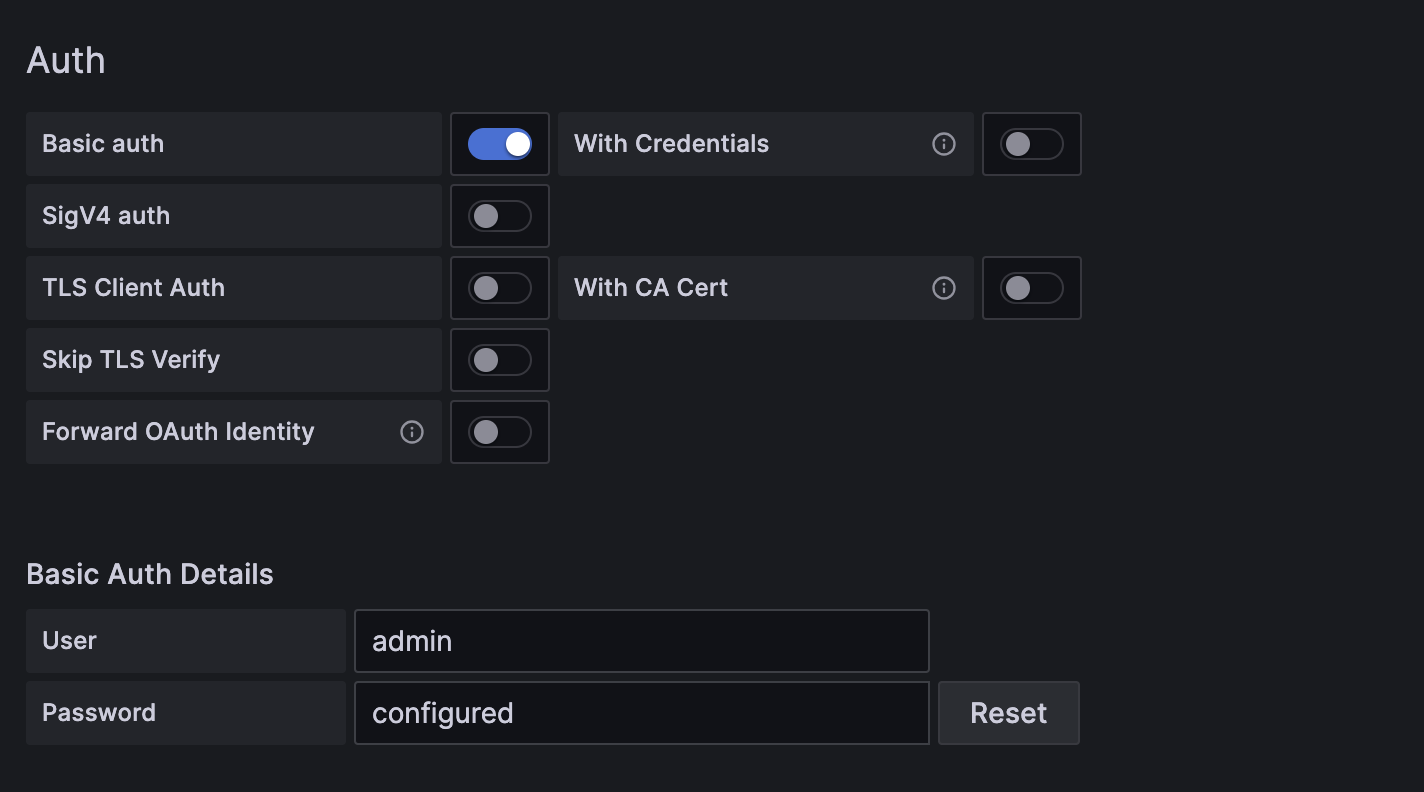 Auth
Basic auth
With Credentials
SigV4 auth
TLS Client Auth
With CA Cert
Skip TLS Verify
Forward OAuth Identity
Basic Auth Details
User
admin
Password
configured
Reset